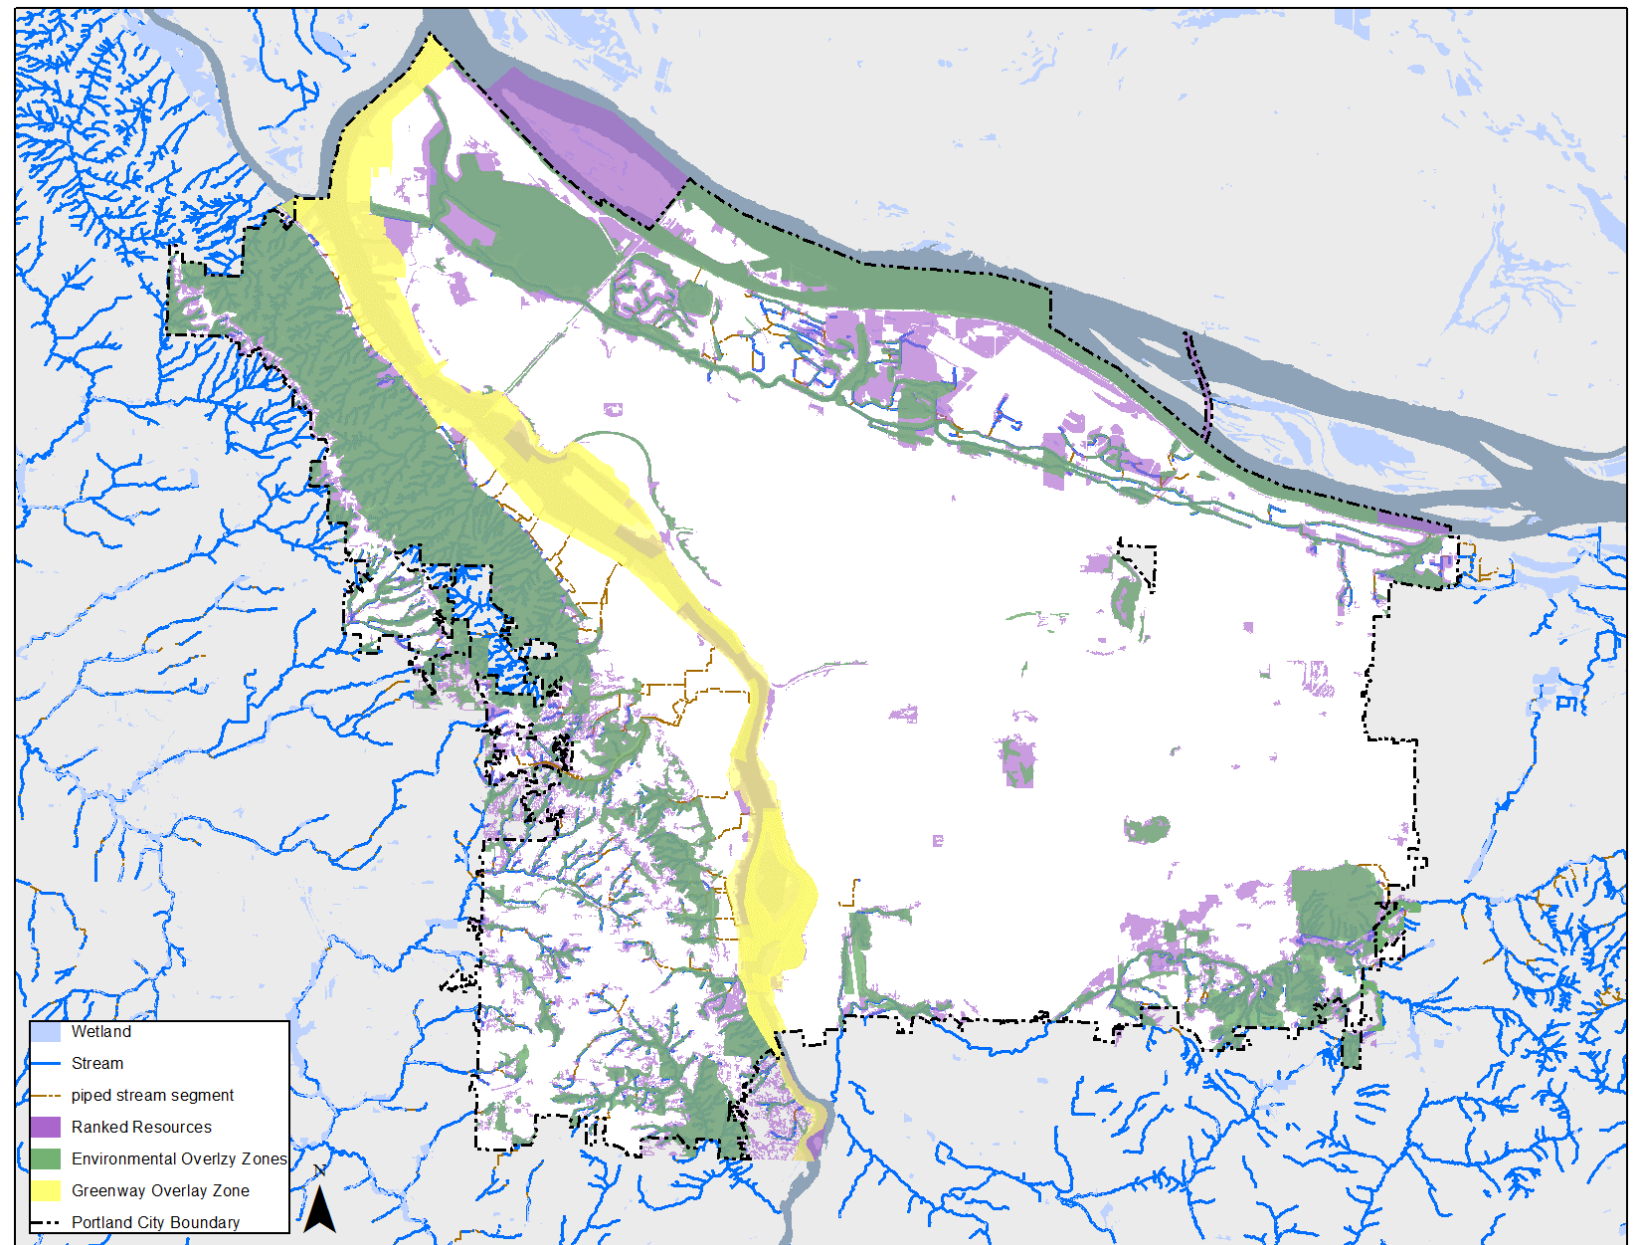 Wetland
Stream
piped stream segment
Ranked Resources
Environmental Overlzy Zones
Greenway Overlay Zone
Portland City Boundary
N